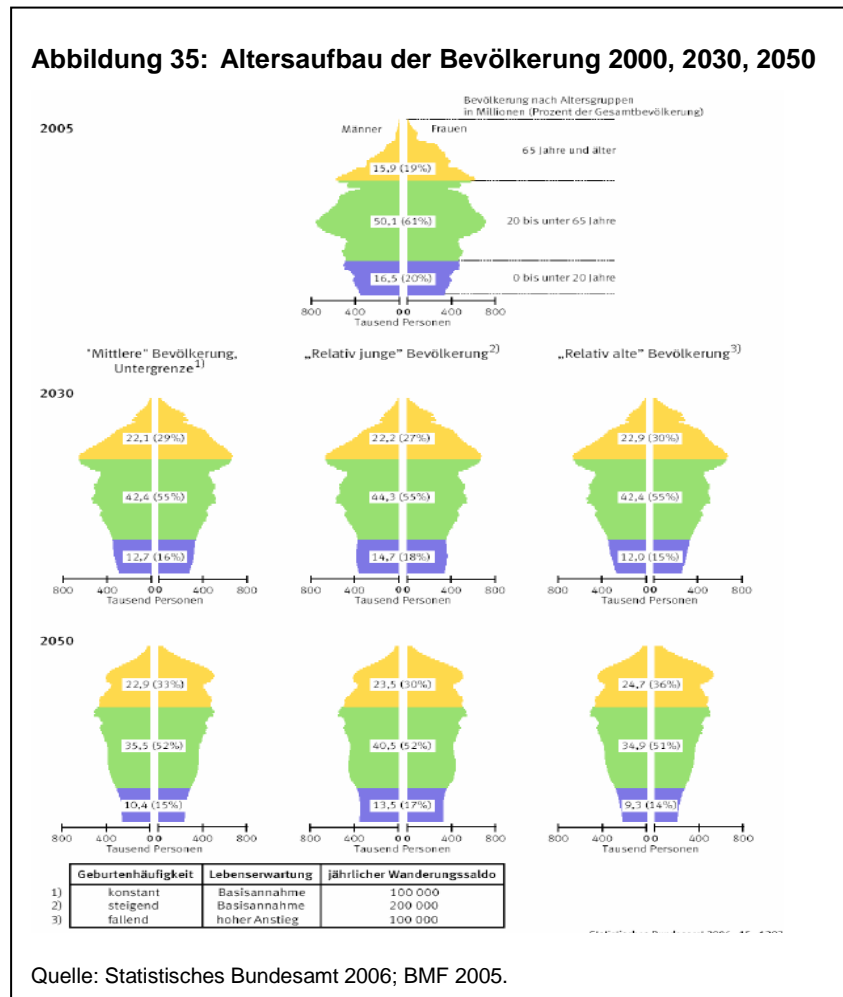 Abbildung 35: Altersaufbau der Bevölkerung 2000, 2030, 2050
Bevölkerung nach Altersgruppen
in Millionen (Prozent der Gesamtbevölkerung)
2005
Männer Frauen
65 Jahre und älter
15,9 (19%)
50,1 (61%)
20 bis unter 65 Jahre
16,5 (20%)
0 bis unter 20 Jahre
800 400 0 0 400 800
Tausend Personen
"Mittlere" Bevölkerung,
Untergrenze1)
„Relativ junge" Bevölkerung2)
„Relativ alte" Bevölkerung3)
2030
22,1 (29%) 22,2 (27%) 22,9 (30%)
42,4 (55%) 44,3 (55%) 42,4 (55%)
12,7 (16%) 14,7 (18%) 12,0 (15%)
800 400 0 0 400 800 800 400 0 0 400 800 800 400 0 0 400 800
Tausend Personen Tausend Personen Tausend Personen
2050
22,9 (33%) 23,5 (30%) 24,7 (36%)
35,5 (52%) 40,5 (52%) 34,9 (51%)
10,4 (15%) 13,5 (17%) 9,3 (14%)
800 400 0 0 400 800 800 400 0 0 400 800 800 400 0 0 400 800
Tausend Personen Tausend Personen Tausend Personen
Geburtenhäufigkeit Lebenserwartung jährlicher Wanderungssaldo
1) konstant Basisannahme 100 000
2) steigend Basisannahme 200 000
3) fallend hoher Anstieg 100 000
Quelle: Statistisches Bundesamt 2006; BMF 2005.